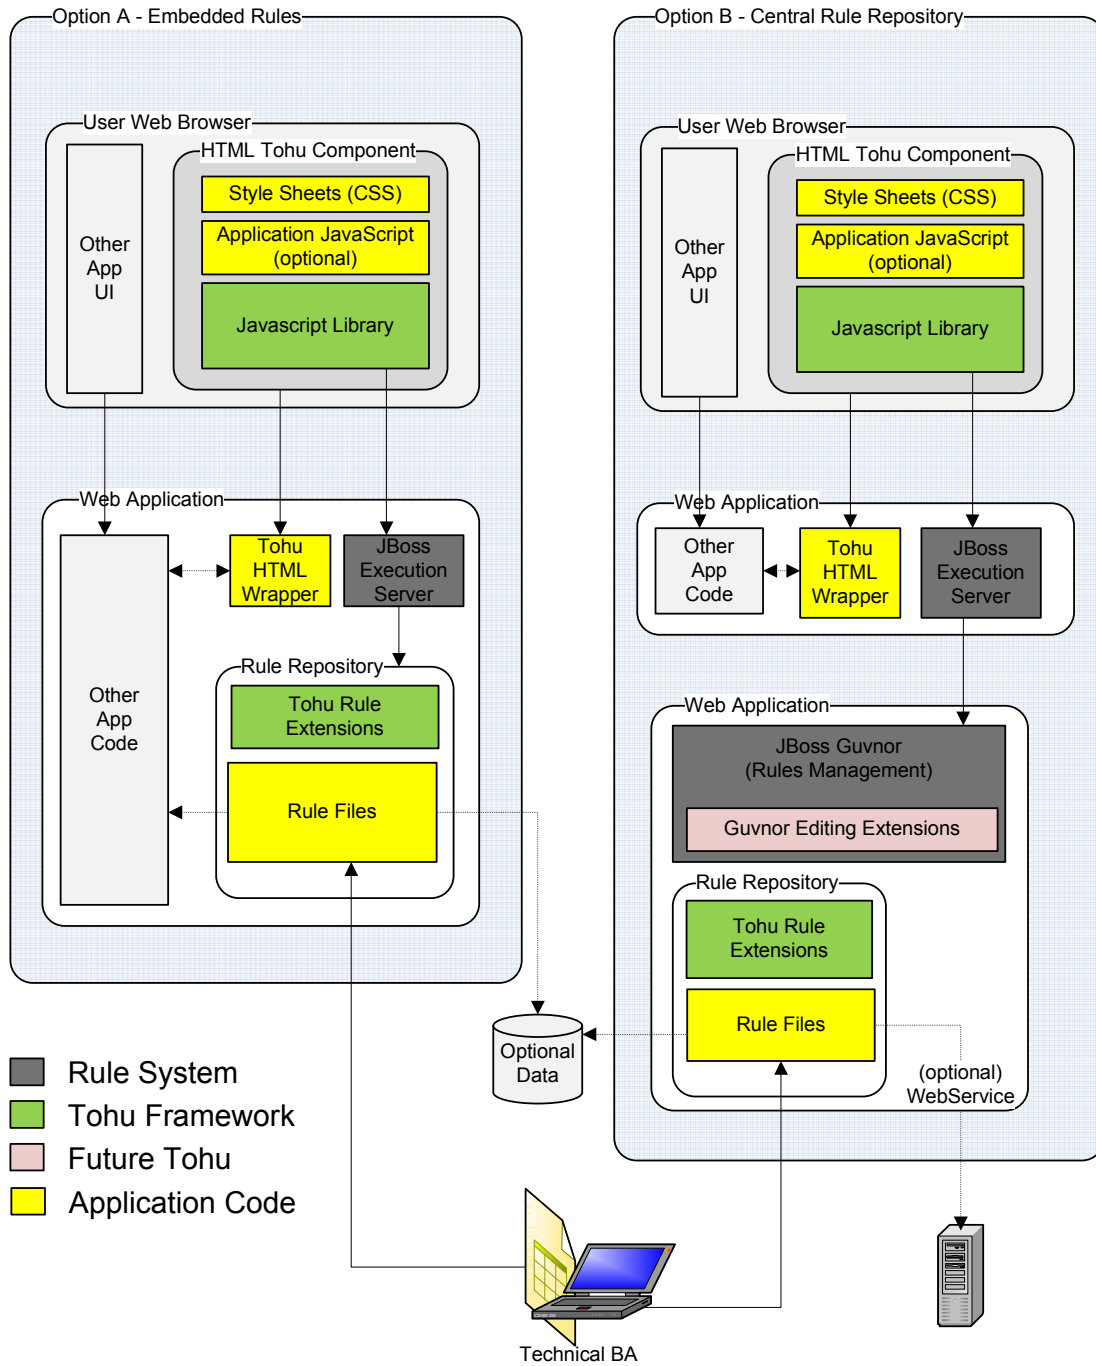 Option A - Embedded Rules
User Web Browser
HTML Tohu Component
Style Sheets (CSS)
Application JavaScript
(optional)
Javascript Library
Other
App
UI
Web Application
Other
App
Code
Tohu
HTML
Wrapper
JBoss
Execution
Server
Rule Repository
Tohu Rule
Extensions
Rule Files
Option B - Central Rule Repository
User Web Browser
HTML Tohu Component
Style Sheets (CSS)
Application JavaScript
(optional)
Javascript Library
Other
App
UI
Web Application
Other
App
Code
Tohu
HTML
Wrapper
JBoss
Execution
Server
Web Application
JBoss Guvnor
(Rules Management)
Guvnor Editing Extensions
Rule Repository
Tohu Rule
Extensions
Rule Files
(optional)
WebService
Optional
Data
Rule System
Tohu Framework
Future Tohu
Application Code
Technical BA